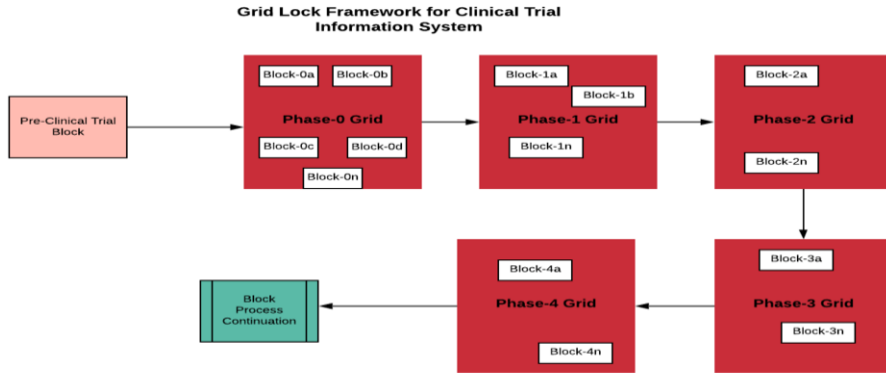 Grid Lock Framework for Clinical Trial
Information System
Pre-Clinical Trial
Block
Block-0a
Block-0b
Phase-0 Grid
Block-0c
Block-0d
Block-0n
Block-1a
Block-1b
Phase-1 Grid
Block-1n
Block-2a
Phase-2 Grid
Block-2n
Block-3a
Phase-3 Grid
Block-3n
Block-4a
Phase-4 Grid
Block-4n
Block
Process
Continuation